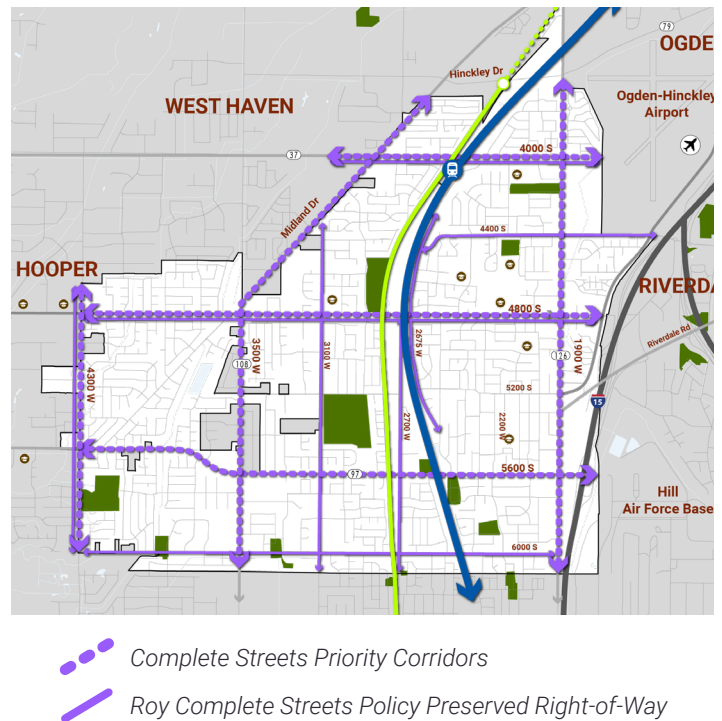 79
OGDE
Hinckley Dr
WEST HAVEN
Ogden-Hinckley
Airport
37
4000 S
Midland Dr
4400 S
HOOPER
RIVERDA
4800 S
Riverdale Rd
3500 W
3100 W
2675 W
1900 W
126
108
4300 W
5200 S
15
2700 W
2200 W
5600 S
97
Hill
Air Force Base
6000 S
Complete Streets Priority Corridors
Roy Complete Streets Policy Preserved Right-of-Way